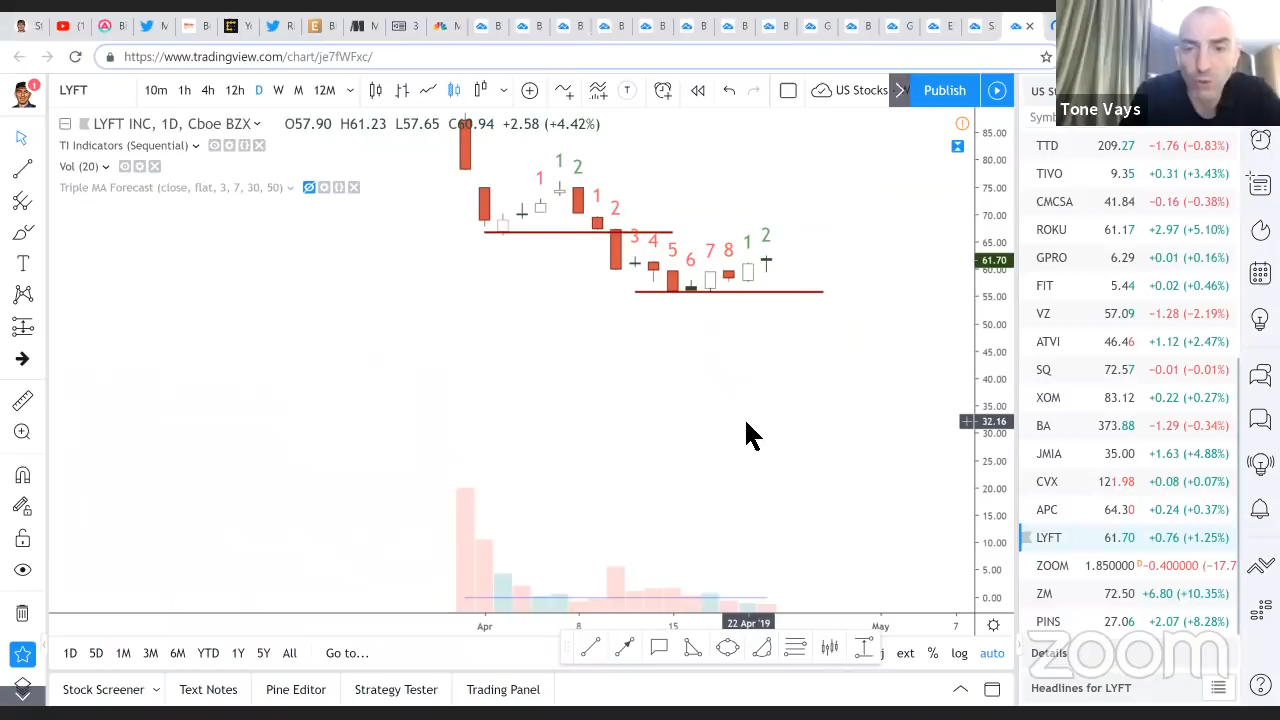 https://www.tradingview.com/chart/je7fWFxc/
Tone Vays
LYFT 10m 1h 4h 12h D W M 12M US Stocks Publish
LYFT INC, 1D, Cboe BZX O57.90 H61.23 L57.65 C60.94 +2.58 (+4.42%)
TI Indicators (Sequential)
Vol (20)
Triple MA Forecast (close, flat, 3, 7, 30, 50)
1 2
1 1 2
3 4 5 6 7 8 1 2
85.00
80.00
75.00
70.00
65.00
61.70
60.00
55.00
50.00
45.00
40.00
35.00
32.16
30.00
25.00
20.00
15.00
10.00
5.00
0.00
Apr 8 15 22 Apr '19 May 7
US S
Symb
TTD 209.27 −1.76 (−0.83%)
TIVO 9.35 +0.31 (+3.43%)
CMCSA 41.84 −0.16 (−0.38%)
ROKU 61.17 +2.97 (+5.10%)
GPRO 6.29 +0.01 (+0.16%)
FIT 5.44 +0.02 (+0.46%)
VZ 57.09 −1.28 (−2.19%)
ATVI 46.46 +1.12 (+2.47%)
SQ 72.57 −0.01 (−0.01%)
XOM 83.12 +0.22 (+0.27%)
BA 373.88 −1.29 (−0.34%)
JMIA 35.00 +1.63 (+4.88%)
CVX 121.98 +0.08 (+0.07%)
APC 64.30 +0.24 (+0.37%)
LYFT 61.70 +0.76 (+1.25%)
ZOOM 1.850000 D −0.400000 (−17.7
ZM 72.50 +6.80 (+10.35%)
PINS 27.06 +2.07 (+8.28%)
zoom
Details
Headlines for LYFT
1D 5D 1M 3M 6M YTD 1Y 5Y All Go to... ext % log auto
Stock Screener Text Notes Pine Editor Strategy Tester Trading Panel